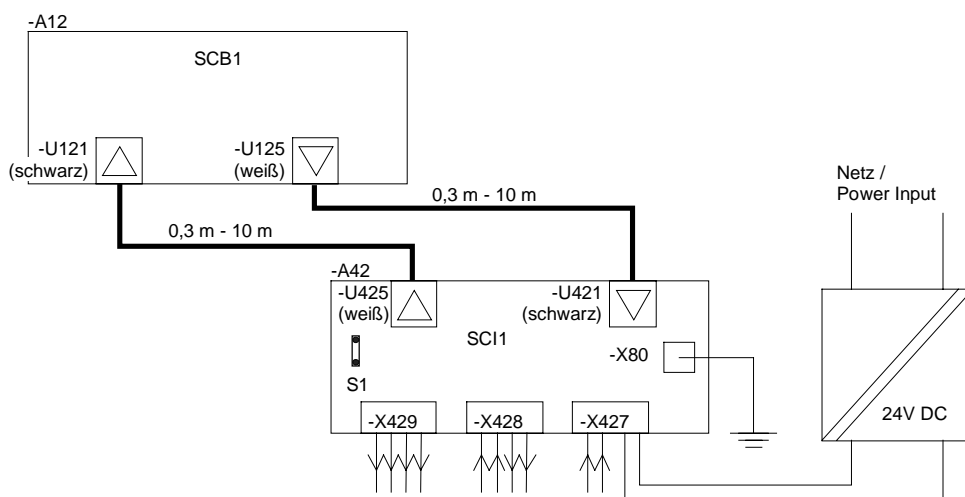 -A12
SCB1
-U121
(schwarz)
-U125
(weiß)
0,3 m - 10 m
0,3 m - 10 m
Netz /
Power Input
-A42
-U425
(weiß)
-U421
(schwarz)
SCI1
-X80
S1
24V DC
-X429
-X428
-X427